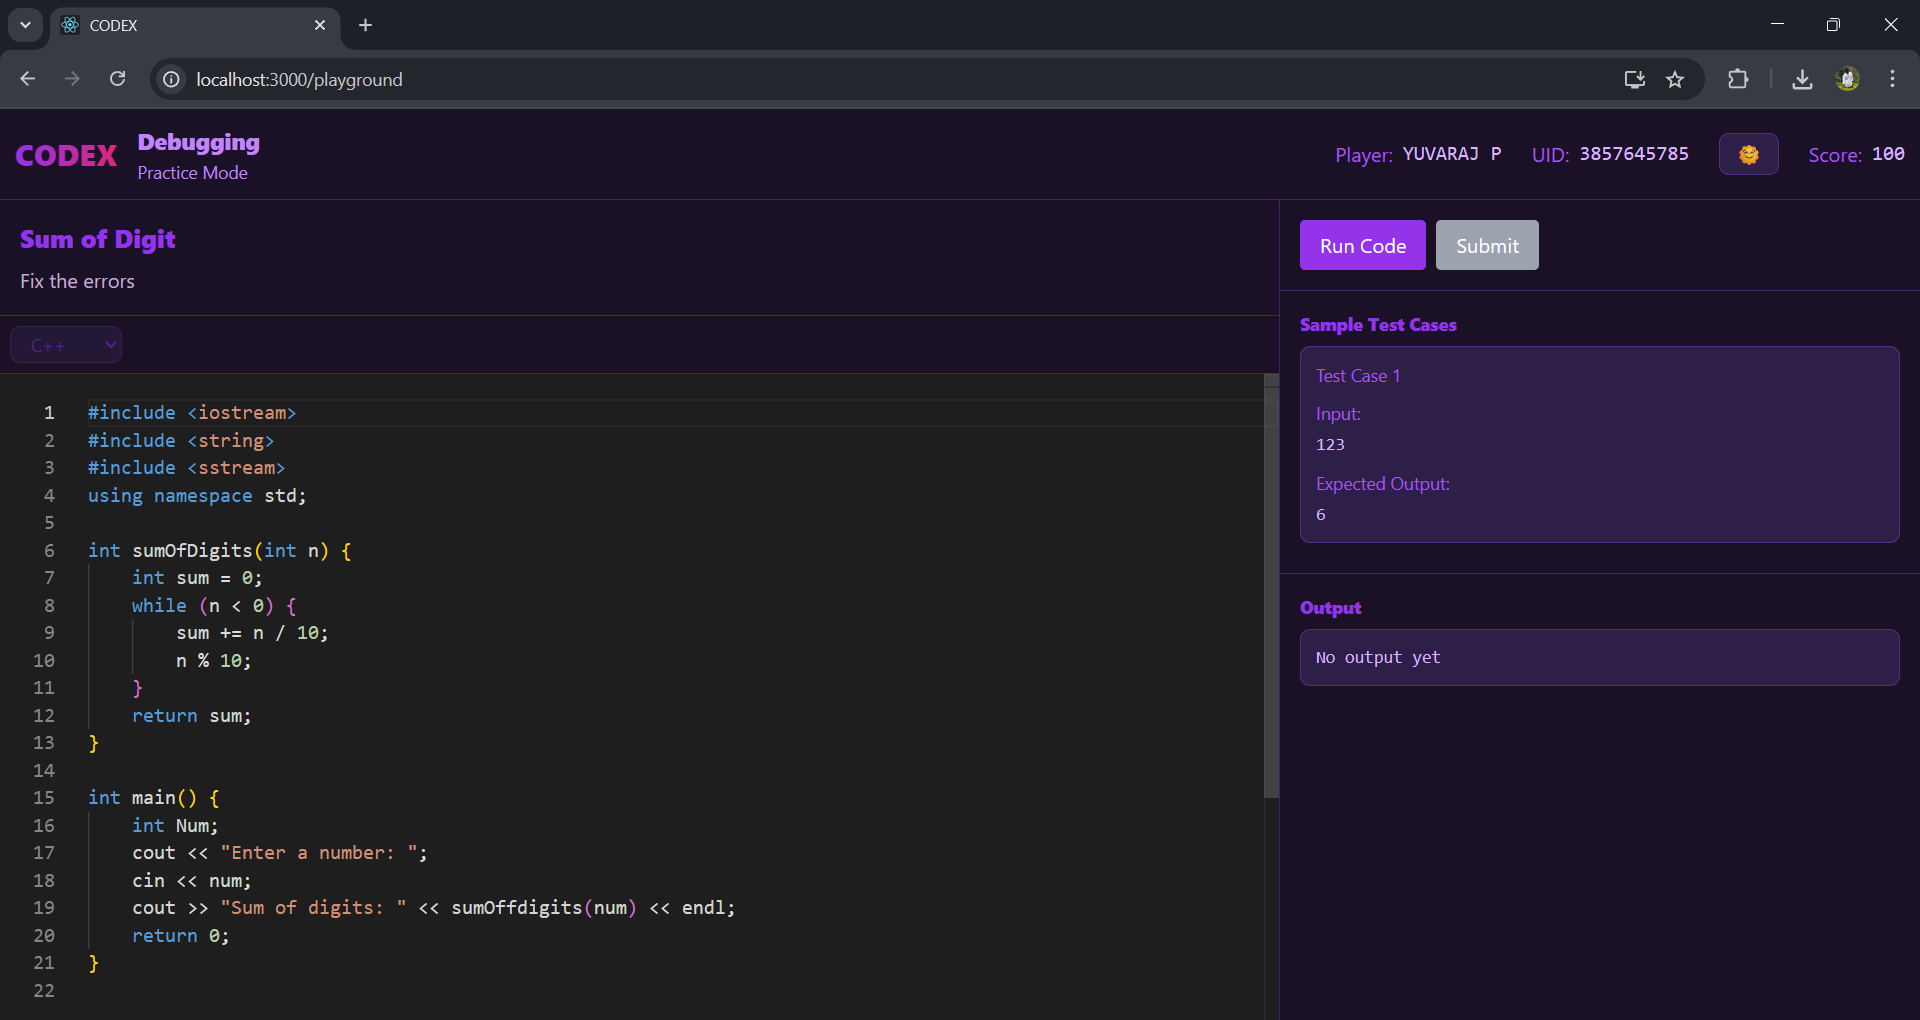 CODEX
localhost:3000/playground
CODEX
Debugging
Practice Mode
Player: YUVARAJ P
UID: 3857645785
Score: 100
Sum of Digit
Fix the errors
C++
1 #include <iostream>
2 #include <string>
3 #include <sstream>
4 using namespace std;
5
6 int sumOfDigits(int n) {
7 int sum = 0;
8 while (n < 0) {
9 sum += n / 10;
10 n % 10;
11 }
12 return sum;
13 }
14
15 int main() {
16 int Num;
17 cout << "Enter a number: ";
18 cin << num;
19 cout >> "Sum of digits: " << sumOffdigits(num) << endl;
20 return 0;
21 }
22
Run Code
Submit
Sample Test Cases
Test Case 1
Input:
123
Expected Output:
6
Output
No output yet